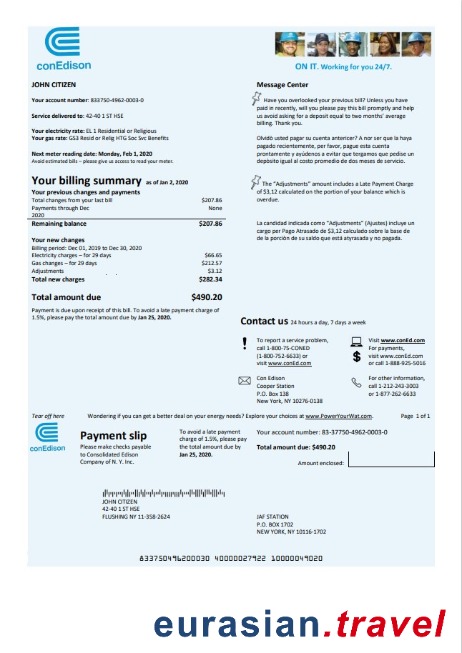 conEdison
ON IT. Working for you 24/7.
JOHN CITIZEN
Your account number: 833750-4962-0003-0
Service delivered to: 42-40 1 ST HSE
Your electricity rate: EL 1 Residential or Religious
Your gas rate: GS3 Resid or Relig HTG Soc Svc Benefits
Next meter reading date: Monday, Feb 1, 2020
Avoid estimated bills – please give us access to read your meter.
Message Center
Have you overlooked your previous bill? Unless you have
paid in recently, will you please pay this bill promptly and help
us avoid asking for a deposit equal to two months' average
billing. Thank you.
Olvidó usted pagar su cuenta anterior? A nor ser que la haya
pagado recientemente, por favor, pague esta cuenta
prontamente y ayúdenos a evitar que tengamos que pedise un
deposito igual al costo promedio de dos meses de servicio.
The "Adjustments" amount includes a Late Payment Charge
of $3,12 calculated on the portion of your balance which is
overdue.
La candidad indicada como "Adjustments" (Ajustes) incluye un
cargo per Pago Atrasado de $3,12 calculado sobre la base de
de la porción de su saldo que está atyrasada y no pagada.
Your billing summary as of Jan 2, 2020
Your previous changes and payments
Total changes from your last bill $207.86
Payments through Dec None
2020
Remaining balance $207.86
Your new changes
Billing period: Dec 01, 2019 to Dec 30, 2020
Electricity charges – for 29 days $66.65
Gas changes – for 29 days $212.57
Adjustments $3.12
Total new charges $282.34
Total amount due $490.20
Payment is due upon receipt of this bill. To avoid a late payment charge of
1.5%, please pay the total amount due by Jan 25, 2020.
Contact us 24 hours a day, 7 days a week
To report a service problem,
call 1-800-75-CONED
(1-800-752-6633) or
visit www.conEd.com
Visit www.conEd.com
For payments,
visit www.conEd.com
or call 1-888-925-5016
Con Edison
Cooper Station
P.O. Box 138
New York, NY 10276-0138
For other information,
call 1-212-243-3003
or 1-877-262-6633
Tear off here Wondering if you can get a better deal on your energy needs? Explore your choices at www.PowerYourWat.com. Page 1 of 1
conEdison
Payment slip
Please make checks payable
to Consolidated Edison
Company of N. Y. Inc.
To avoid a late payment
charge of 1.5%, please pay
the total amount due by
Jan 25, 2020.
Your account number: 83-37750-4962-0003-0
Total amount due: $490.20
Amount enclosed:
JOHN CITIZEN
42-40 1 ST HSE
FLUSHING NY 11-358-2624
JAF STATION
P.O. BOX 1702
NEW YORK, NY 10116-1702
833750496200030 40000027922 10000049020
eurasian.travel